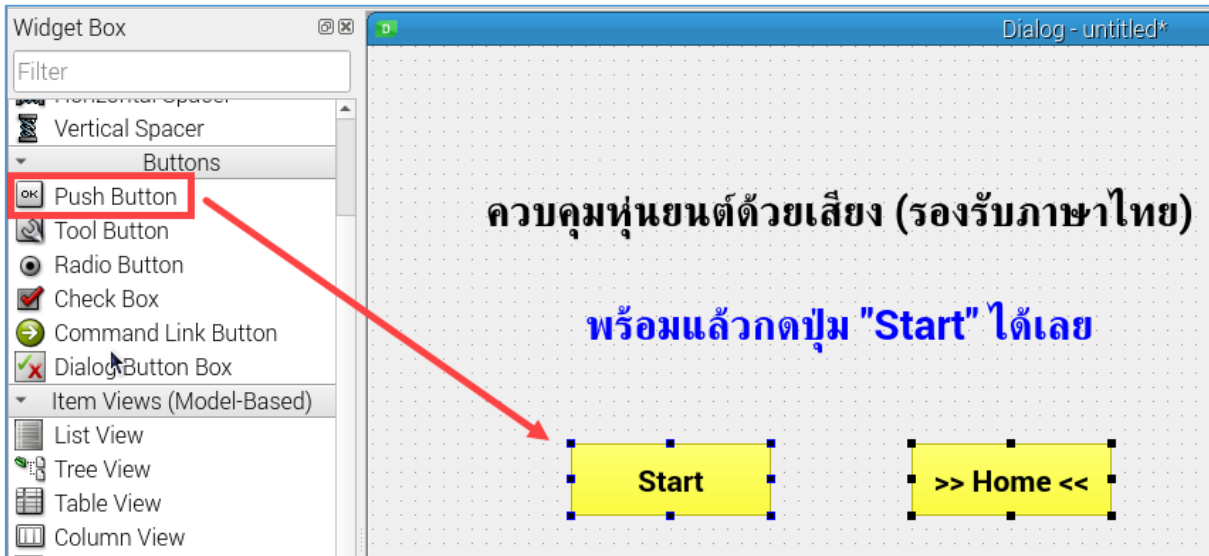 Widget Box
Dialog - untitled*
Filter
Horizontal Spacer
Vertical Spacer
Buttons
OK Push Button
Tool Button
Radio Button
Check Box
Command Link Button
Dialog Button Box
Item Views (Model-Based)
List View
Tree View
Table View
Column View
ควบคุมหุ่นยนต์ด้วยเสียง (รองรับภาษาไทย)
พร้อมแล้วกดปุ่ม "Start" ได้เลย
Start
>> Home <<